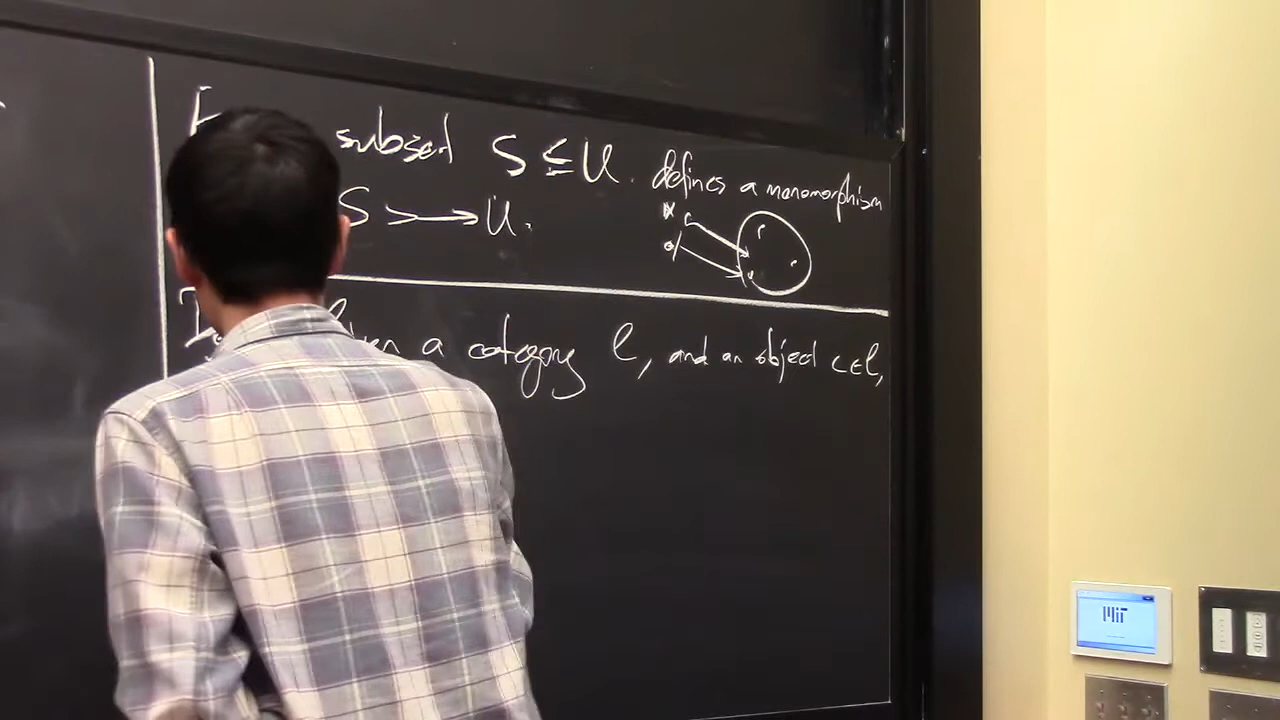 subset S ⊆ U. defines a monomorphism
S ↣ U.
a category C, and an object c ∈ C,
MIT